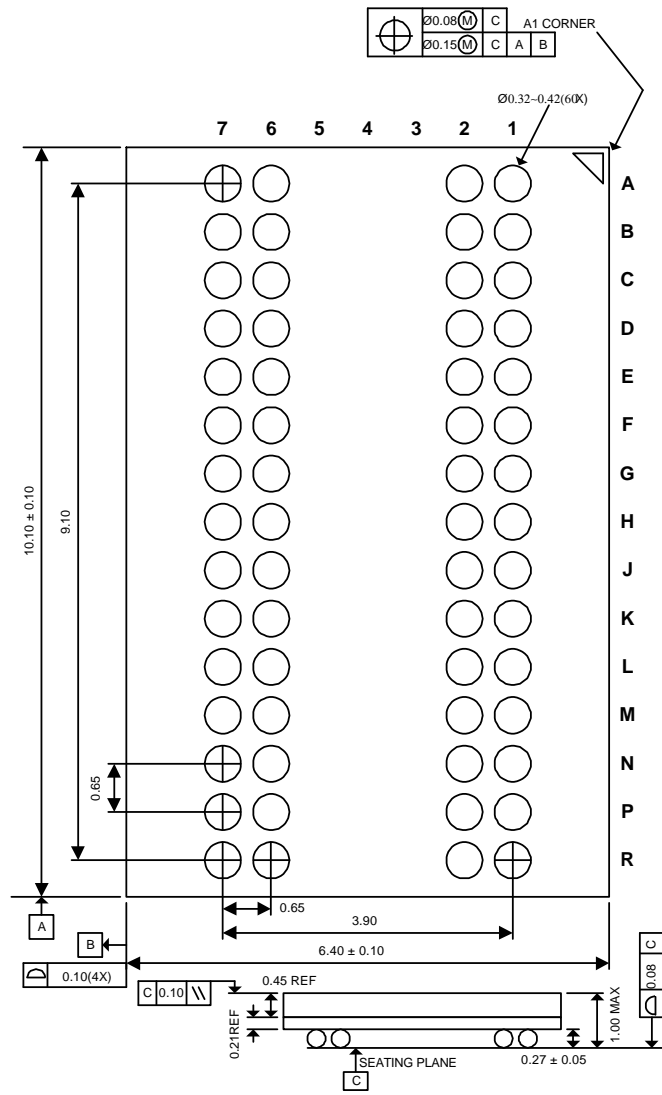 Ø0.08 Ⓜ C
A1 CORNER
Ø0.15 Ⓜ C A B
Ø0.32~0.42(60X)
7 6 5 4 3 2 1
A
B
C
D
E
F
G
H
J
K
L
M
N
P
R
10.10 ± 0.10
9.10
0.65
0.65
3.90
6.40 ± 0.10
A
B
0.10(4X)
C 0.10
0.45 REF
0.21REF
SEATING PLANE
C
0.27 ± 0.05
1.00 MAX
0.08 C